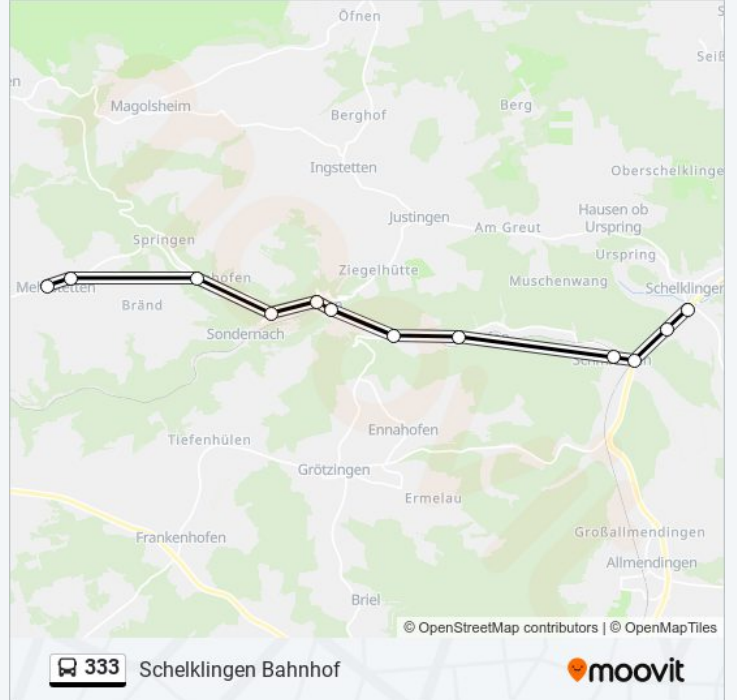 Öfnen
Magolsheim
Berghof
Berg
Ingstetten
Oberschelklinge
Justingen
Hausen ob
Urspring
Am Greut
Springen
Urspring
Ziegelhütte
Muschenwang
Schelklingen
Bränd
Sondernach
Ennahofen
Tiefenhülen
Grötzingen
Ermelau
Großallmendingen
Frankenhofen
Allmendingen
Briel
© OpenStreetMap contributors | © OpenMapTiles
333 Schelklingen Bahnhof
moovit